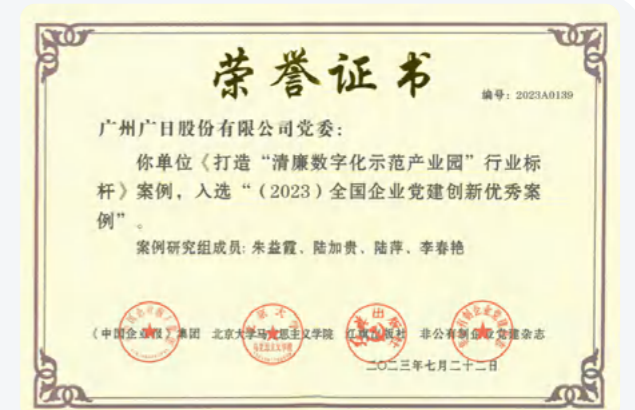 荣誉证书
编号：2023A0139
广州广日股份有限公司党委：
你单位《打造“清廉数字化示范产业园”行业标
杆》案例，入选“（2023）全国企业党建创新优秀案
例”。
案例研究组成员：朱益霞、陆加贵、陆萍、李春艳
《中国企业报》集团 北京大学马克思主义学院 红旗出版社 非公有制企业党建杂志
二〇二三年七月二十二日